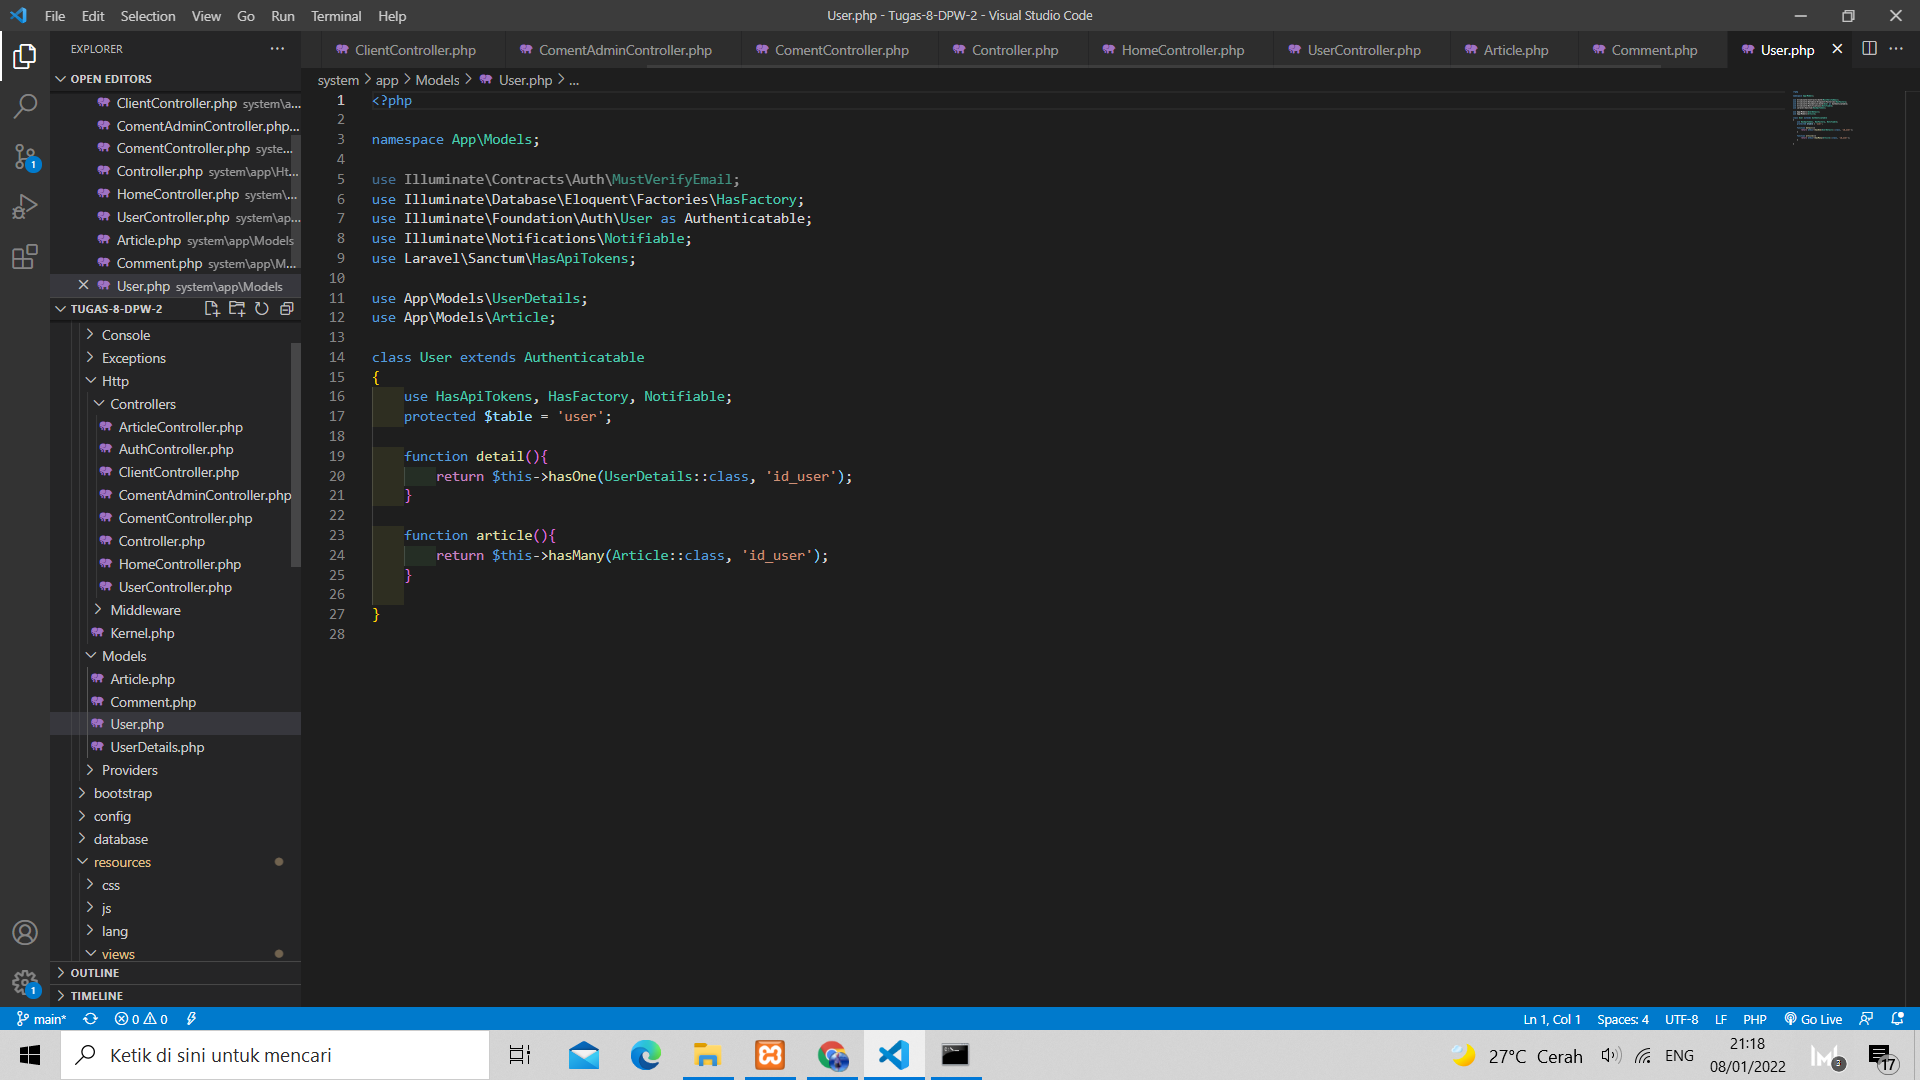 File Edit Selection View Go Run Terminal Help
User.php - Tugas-8-DPW-2 - Visual Studio Code
EXPLORER
ClientController.php
ComentAdminController.php
ComentController.php
Controller.php
HomeController.php
UserController.php
Article.php
Comment.php
User.php
OPEN EDITORS
ClientController.php system\a...
ComentAdminController.php...
ComentController.php syste...
Controller.php system\app\Ht...
HomeController.php system\...
UserController.php system\ap...
Article.php system\app\Models
Comment.php system\app\M...
User.php system\app\Models
TUGAS-8-DPW-2
Console
Exceptions
Http
Controllers
ArticleController.php
AuthController.php
ClientController.php
ComentAdminController.php
ComentController.php
Controller.php
HomeController.php
UserController.php
Middleware
Kernel.php
Models
Article.php
Comment.php
User.php
UserDetails.php
Providers
bootstrap
config
database
resources
css
js
lang
views
OUTLINE
TIMELINE
1
1
system > app > Models > User.php > ...
1 <?php
2
3 namespace App\Models;
4
5 use Illuminate\Contracts\Auth\MustVerifyEmail;
6 use Illuminate\Database\Eloquent\Factories\HasFactory;
7 use Illuminate\Foundation\Auth\User as Authenticatable;
8 use Illuminate\Notifications\Notifiable;
9 use Laravel\Sanctum\HasApiTokens;
10
11 use App\Models\UserDetails;
12 use App\Models\Article;
13
14 class User extends Authenticatable
15 {
16 use HasApiTokens, HasFactory, Notifiable;
17 protected $table = 'user';
18
19 function detail(){
20 return $this->hasOne(UserDetails::class, 'id_user');
21 }
22
23 function article(){
24 return $this->hasMany(Article::class, 'id_user');
25 }
26
27 }
28
main* 0 0
Ln 1, Col 1 Spaces: 4 UTF-8 LF PHP Go Live
Ketik di sini untuk mencari
27°C Cerah
ENG
21:18
08/01/2022
3
17